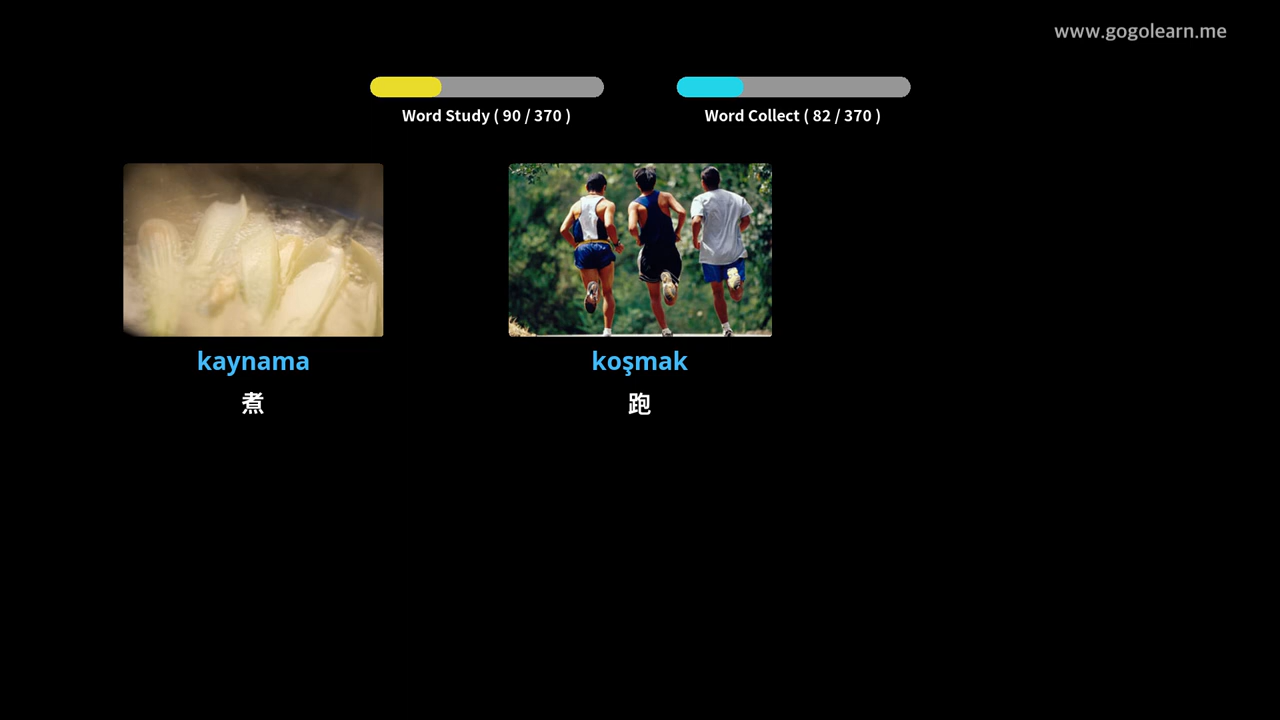 www.gogolearn.me
Word Study ( 90 / 370 )
Word Collect ( 82 / 370 )
kaynama
koşmak
煮
跑